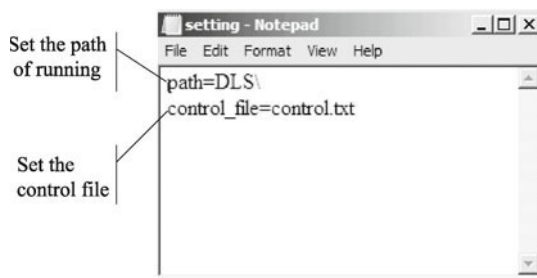 setting - Notepad
File Edit Format View Help
Set the path
of running
path=DLS\
control_file=control.txt
Set the
control file